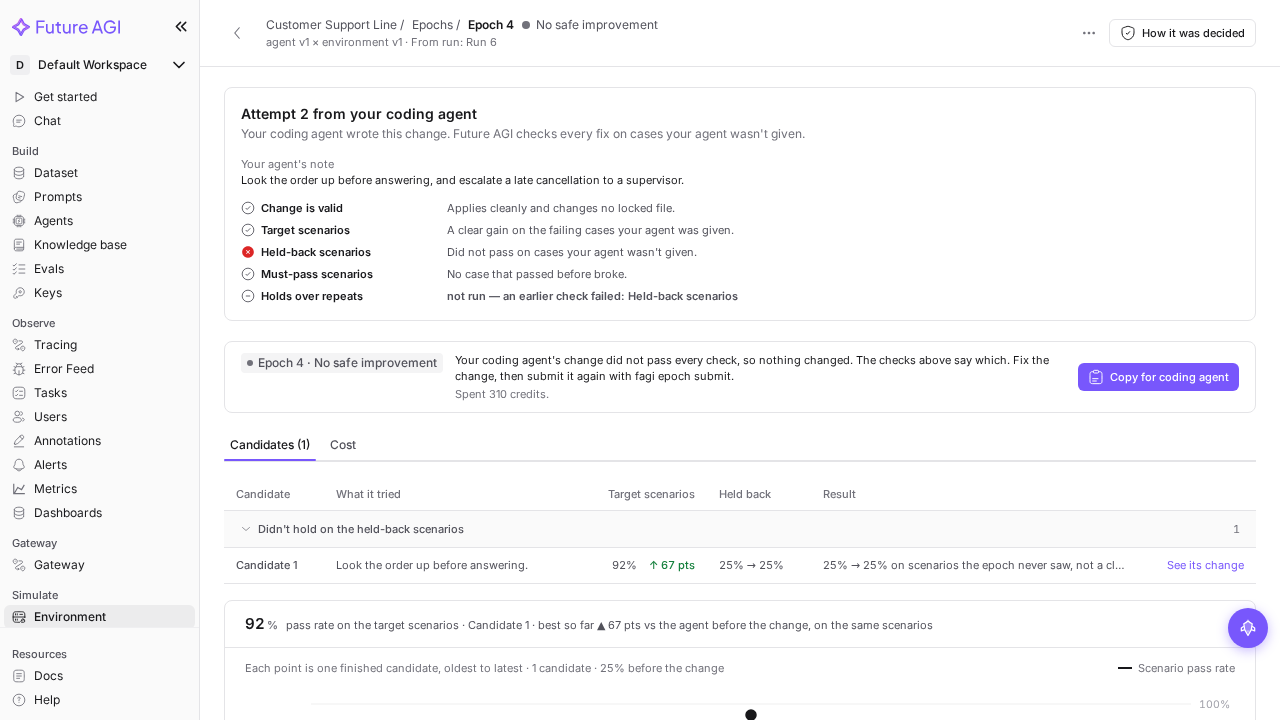 Future AGI
D Default Workspace
Get started
Chat
Build
Dataset
Prompts
Agents
Knowledge base
Evals
Keys
Observe
Tracing
Error Feed
Tasks
Users
Annotations
Alerts
Metrics
Dashboards
Gateway
Gateway
Simulate
Environment
Resources
Docs
Help
Customer Support Line / Epochs / Epoch 4 No safe improvement
agent v1 × environment v1 · From run: Run 6
How it was decided
Attempt 2 from your coding agent
Your coding agent wrote this change. Future AGI checks every fix on cases your agent wasn't given.
Your agent's note
Look the order up before answering, and escalate a late cancellation to a supervisor.
Change is valid Applies cleanly and changes no locked file.
Target scenarios A clear gain on the failing cases your agent was given.
Held-back scenarios Did not pass on cases your agent wasn't given.
Must-pass scenarios No case that passed before broke.
Holds over repeats not run — an earlier check failed: Held-back scenarios
Epoch 4 · No safe improvement
Your coding agent's change did not pass every check, so nothing changed. The checks above say which. Fix the
change, then submit it again with fagi epoch submit.
Spent 310 credits.
Copy for coding agent
Candidates (1) Cost
Candidate What it tried Target scenarios Held back Result
Didn't hold on the held-back scenarios 1
Candidate 1 Look the order up before answering. 92% ↑ 67 pts 25% → 25% 25% → 25% on scenarios the epoch never saw, not a cl... See its change
92 % pass rate on the target scenarios · Candidate 1 · best so far ▲ 67 pts vs the agent before the change, on the same scenarios
Each point is one finished candidate, oldest to latest · 1 candidate · 25% before the change
Scenario pass rate
100%